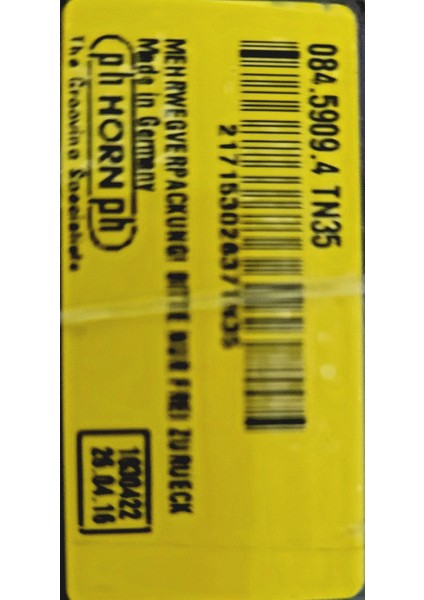 084.5909.4 TN35
MEHRWEGVERPACKUNG! BITTE NUR FREI ZURUECK
Made in Germany
ph HORN ph
The Grooving Specialists
1630422
26.04.16